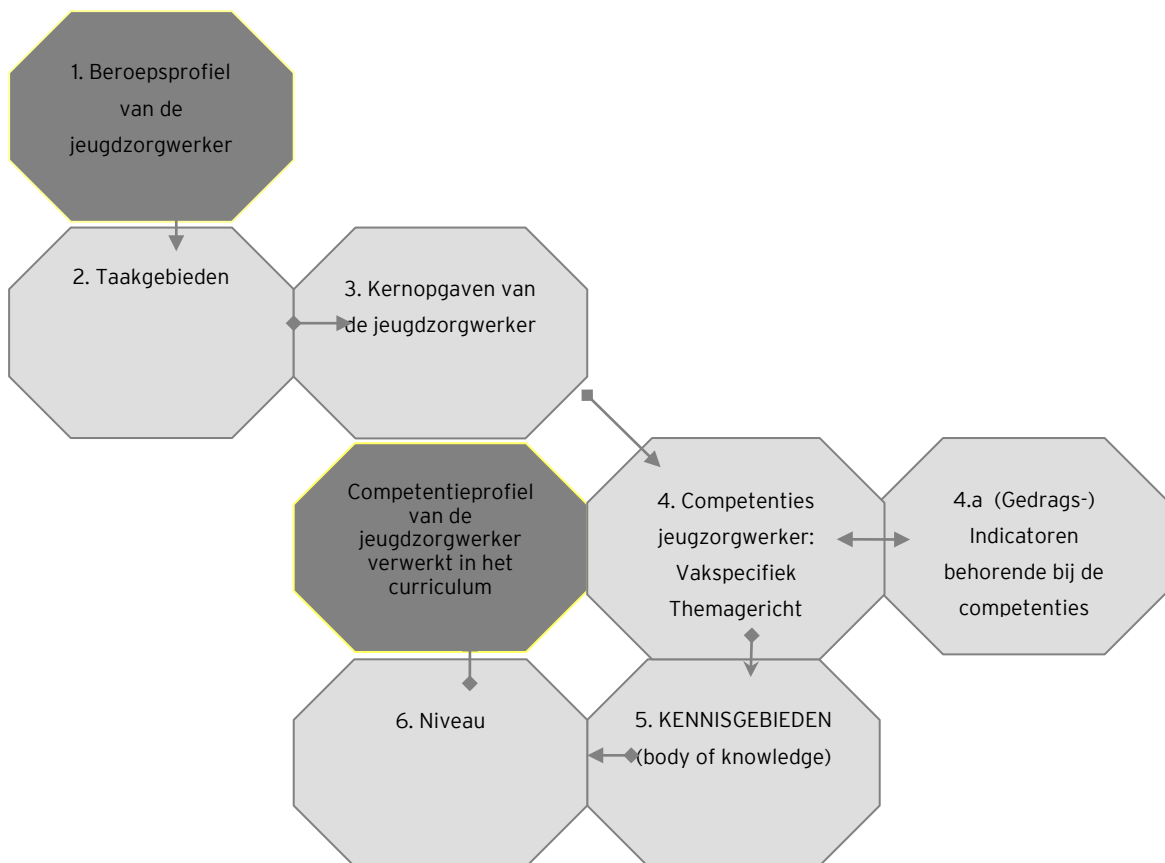 1. Beroepsprofiel
van de
jeugdzorgwerker
2. Taakgebieden
3. Kernopgaven van
de jeugdzorgwerker
Competentieprofiel
van de
jeugdzorgwerker
verwerkt in het
curriculum
4. Competenties
jeugzorgwerker:
Vakspecifiek
Themagericht
4.a (Gedrags-)
Indicatoren
behorende bij de
competenties
6. Niveau
5. KENNISGEBIEDEN
(body of knowledge)